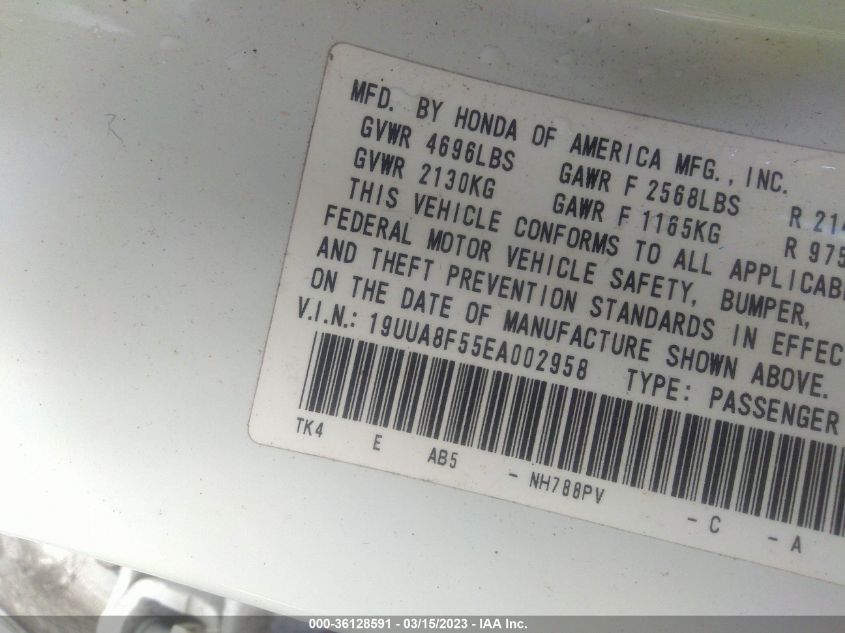 MFD. BY HONDA OF AMERICA MFG., INC.
GVWR 4696LBS GAWR F 2568LBS R 214
GVWR 2130KG GAWR F 1165KG R 975
THIS VEHICLE CONFORMS TO ALL APPLICABL
FEDERAL MOTOR VEHICLE SAFETY, BUMPER,
AND THEFT PREVENTION STANDARDS IN EFFEC
ON THE DATE OF MANUFACTURE SHOWN ABOVE.
V.I.N.: 19UUA8F55EA002958 TYPE: PASSENGER
TK4 E AB5 - NH788PV - C - A
000-36128591 - 03/15/2023 - IAA Inc.